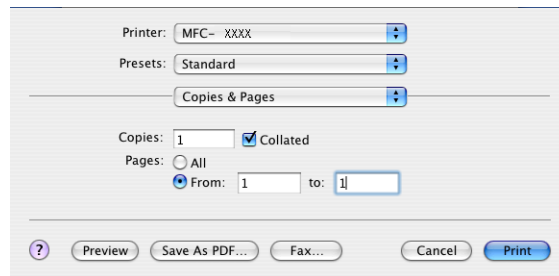 Printer: MFC- XXXX
Presets: Standard
Copies & Pages
Copies: 1 Collated
Pages: All
From: 1 to: 1
? Preview Save As PDF... Fax... Cancel Print